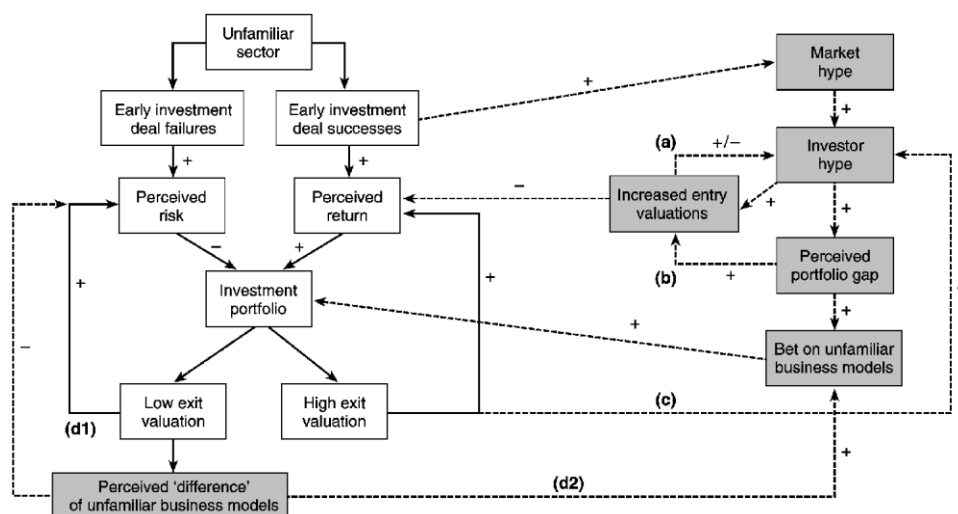 Unfamiliar
sector
Market
hype
+
Early investment
deal failures
Early investment
deal successes
+
(a)
+/−
Investor
hype
+
+
−
Perceived
risk
Perceived
return
Increased entry
valuations
+
+
−
+
Perceived
portfolio gap
(b)
+
+
+
Investment
portfolio
+
+
−
Bet on unfamiliar
business models
Low exit
valuation
High exit
valuation
(c)
(d1)
+
Perceived ‘difference’
of unfamiliar business models
(d2)